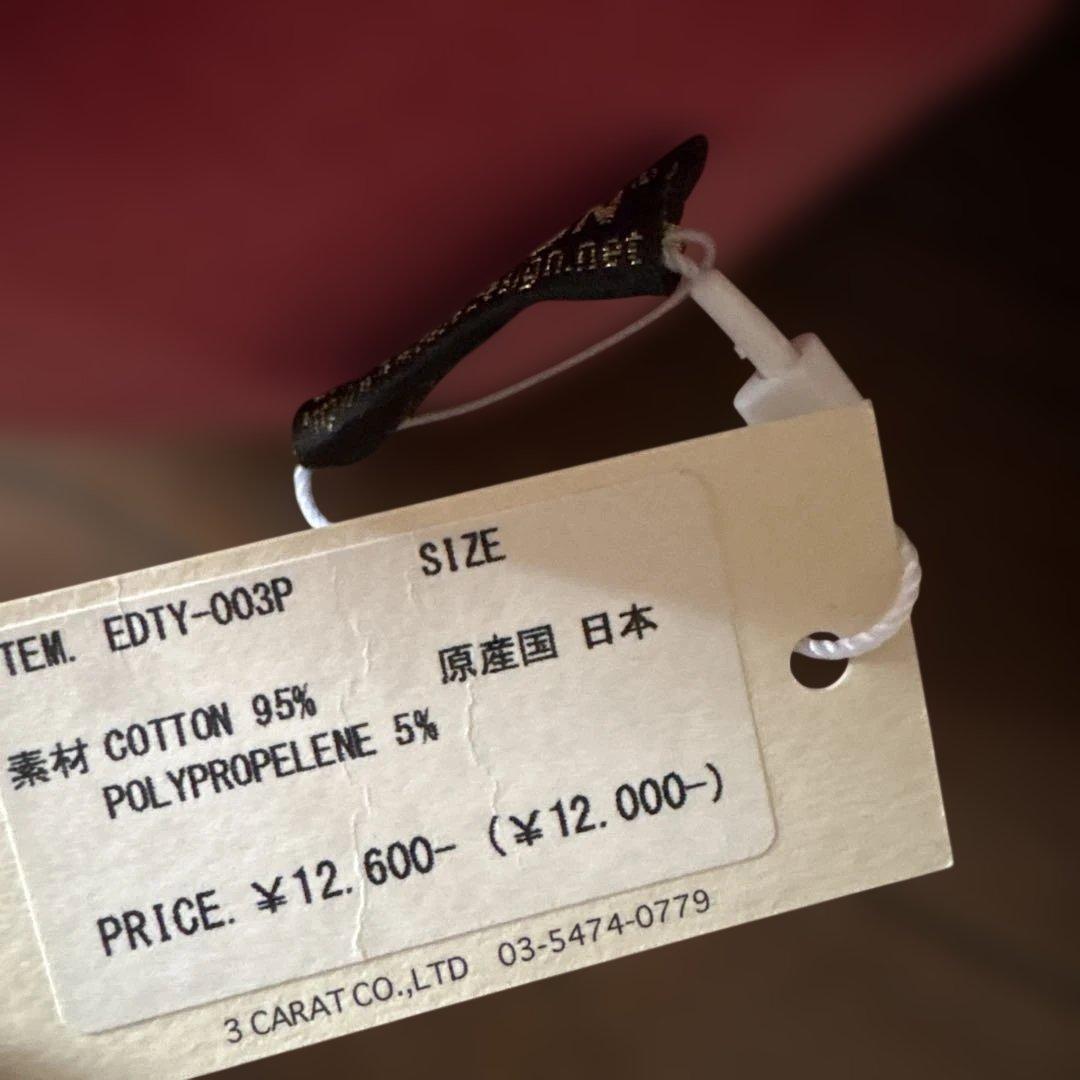 TEM. EDTY-003P SIZE
素材 COTTON 95% 原産国 日本
POLYPROPELENE 5%
PRICE. ¥12.600- (¥12.000-)
3 CARAT CO.,LTD 03-5474-0779